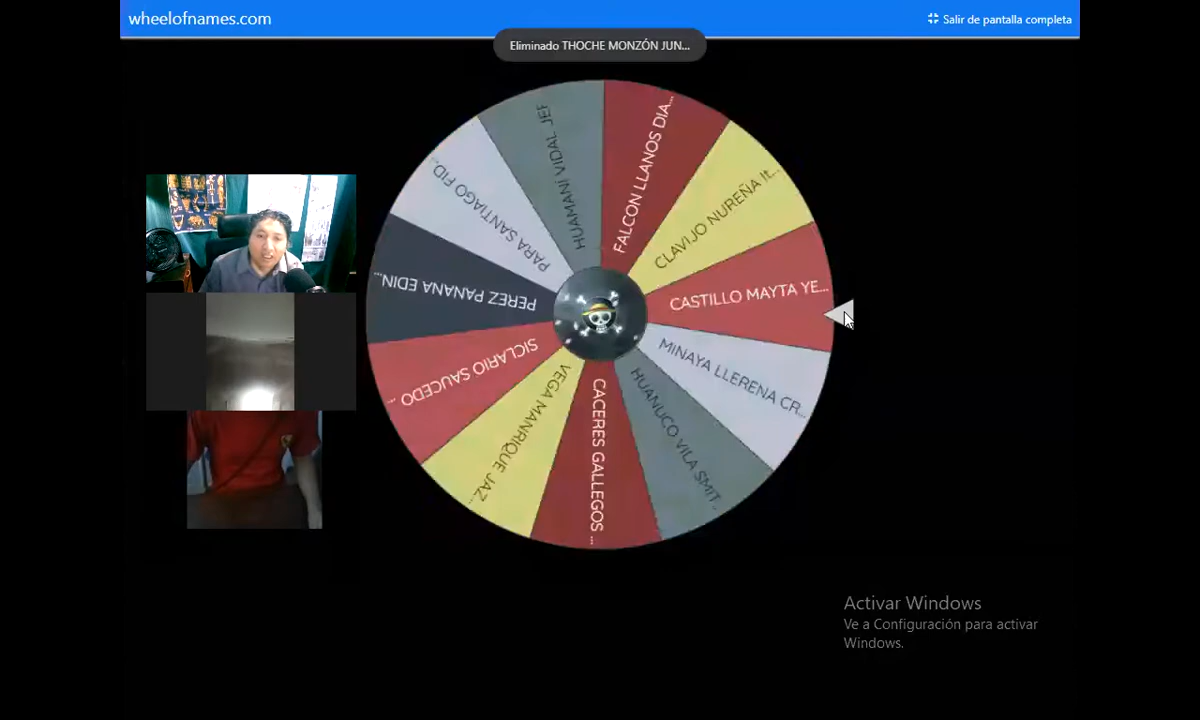 wheelofnames.com
Salir de pantalla completa
Eliminado THOCHE MONZÓN JUN...
HUAMANÍ VIDAL JEF
FALCON LLANOS DIA...
CLAVIJO NUREÑA It...
CASTILLO MAYTA YE...
MINAYA LLERENA CR...
HUANUCO VILA SMIT...
CACERES GALLEGOS ...
VEGA MANRIQUE JAZ...
SICLARIO SAUCEDO ...
PEREZ PANANA EDIN...
PARA SANTIAGO FID...
Activar Windows
Ve a Configuración para activar
Windows.